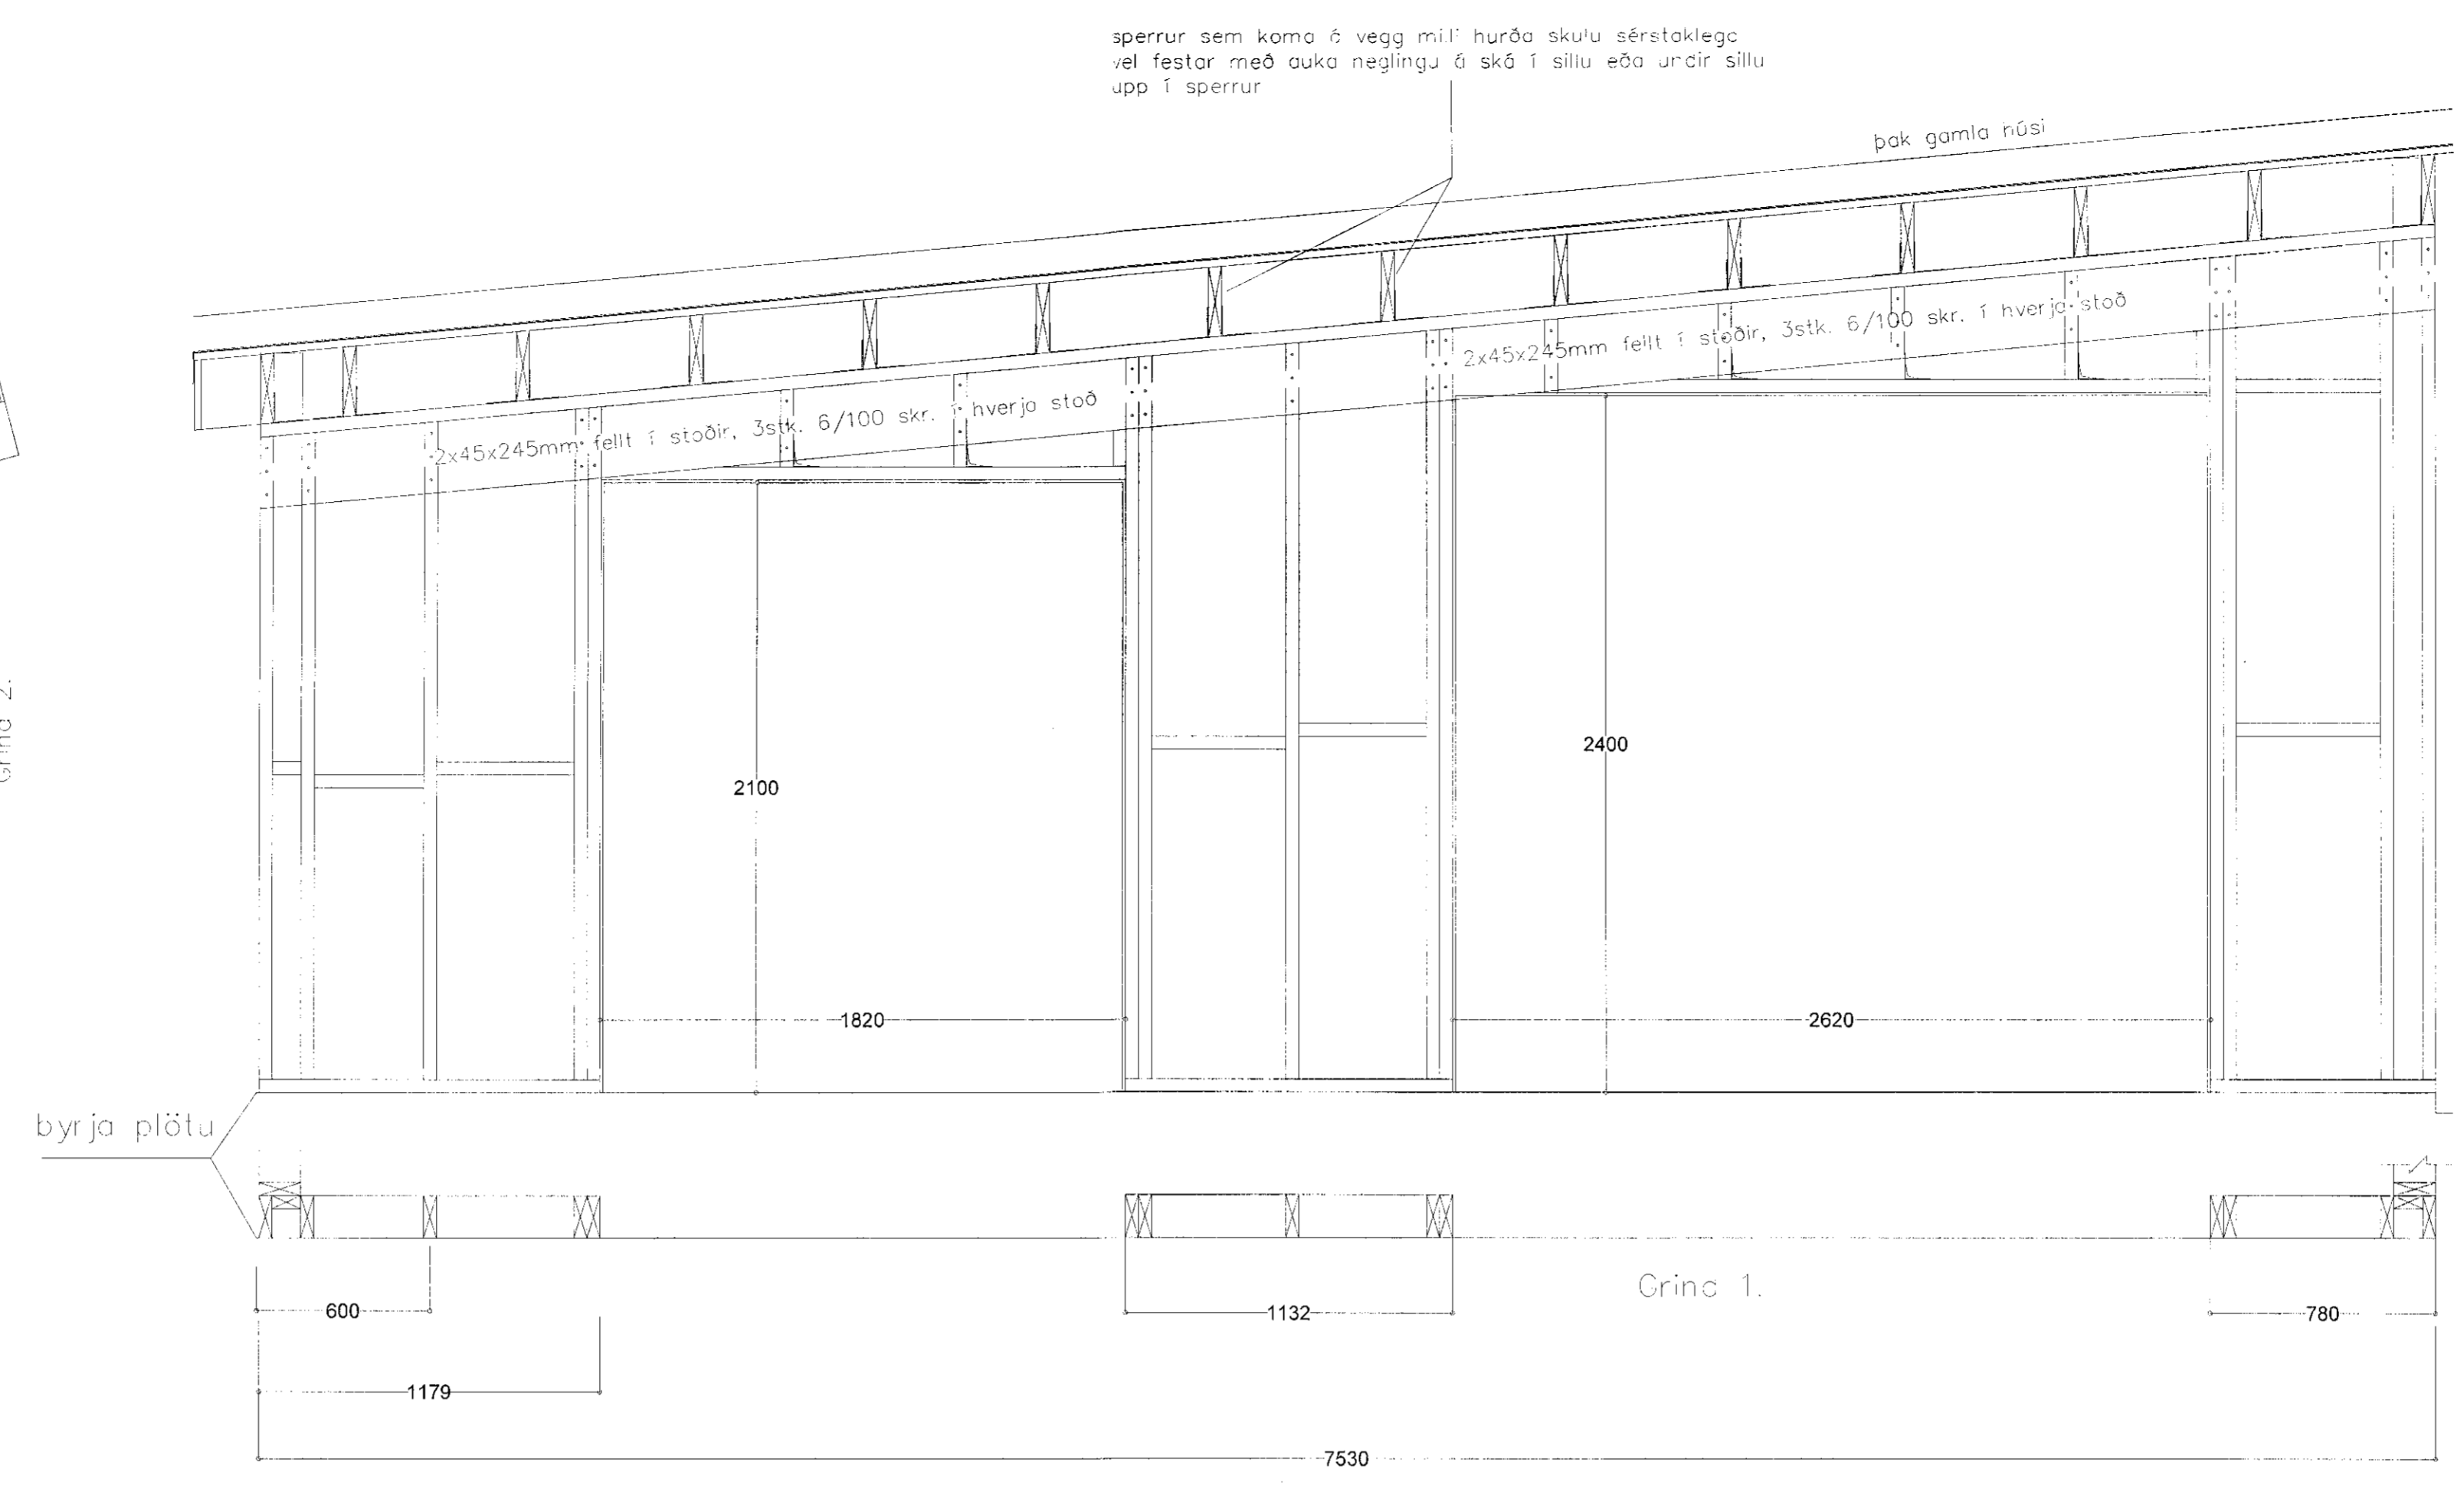 sperrur sem koma á vegg milli hurða skulu sérstaklega
vel festar með auka neglingu á ská í sillu eða undir sillu
upp í sperrur
þak gamla húsi
2x45x245mm fellt í stoðir, 3stk. 6/100 skr. í hverja stoð
2x45x245mm fellt í stoðir, 3stk. 6/100 skr. í hverja stoð
Grind 2.
2100
2400
1820
2620
byrja plötu
Grind 1.
600
1132
780
1179
7530